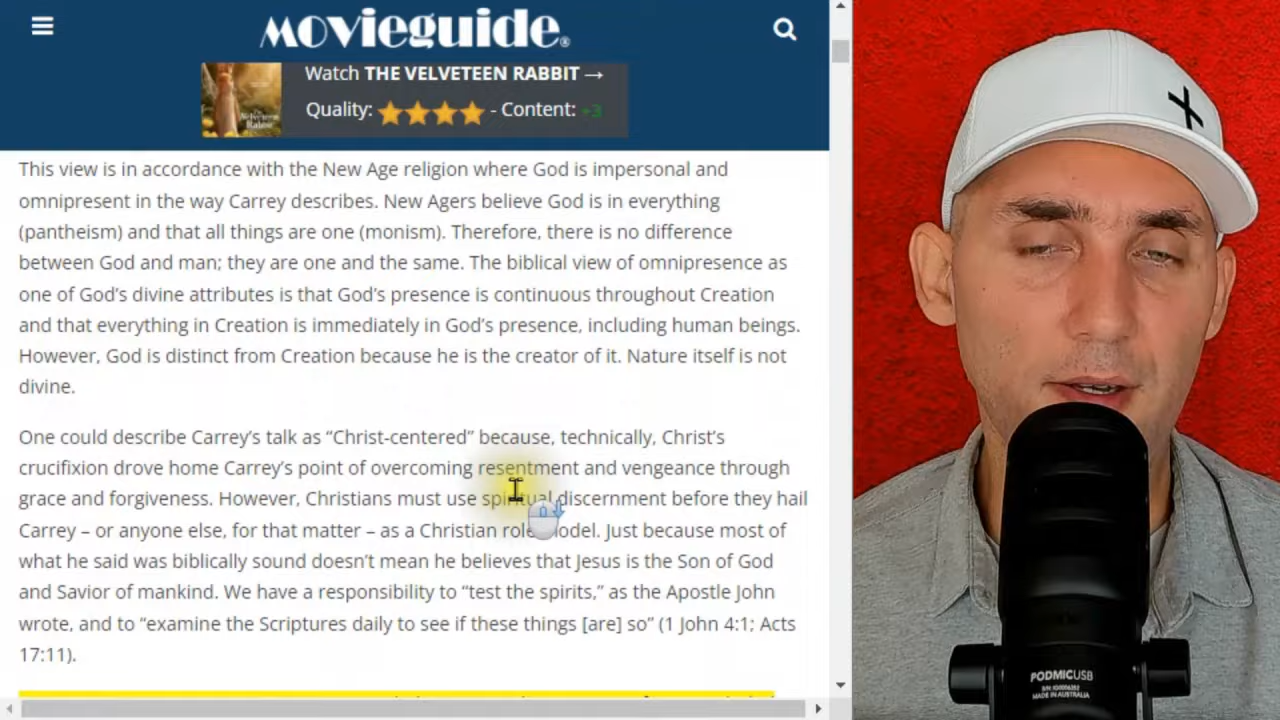 movieguide®
Watch THE VELVETEEN RABBIT →
Quality: - Content: +3
This view is in accordance with the New Age religion where God is impersonal and
omnipresent in the way Carrey describes. New Agers believe God is in everything
(pantheism) and that all things are one (monism). Therefore, there is no difference
between God and man; they are one and the same. The biblical view of omnipresence as
one of God’s divine attributes is that God’s presence is continuous throughout Creation
and that everything in Creation is immediately in God’s presence, including human beings.
However, God is distinct from Creation because he is the creator of it. Nature itself is not
divine.
One could describe Carrey’s talk as “Christ-centered” because, technically, Christ’s
crucifixion drove home Carrey’s point of overcoming resentment and vengeance through
grace and forgiveness. However, Christians must use spiritual discernment before they hail
Carrey – or anyone else, for that matter – as a Christian role model. Just because most of
what he said was biblically sound doesn’t mean he believes that Jesus is the Son of God
and Savior of mankind. We have a responsibility to “test the spirits,” as the Apostle John
wrote, and to “examine the Scriptures daily to see if these things [are] so” (1 John 4:1; Acts
17:11).
PODMICUSB
MADE IN AUSTRALIA